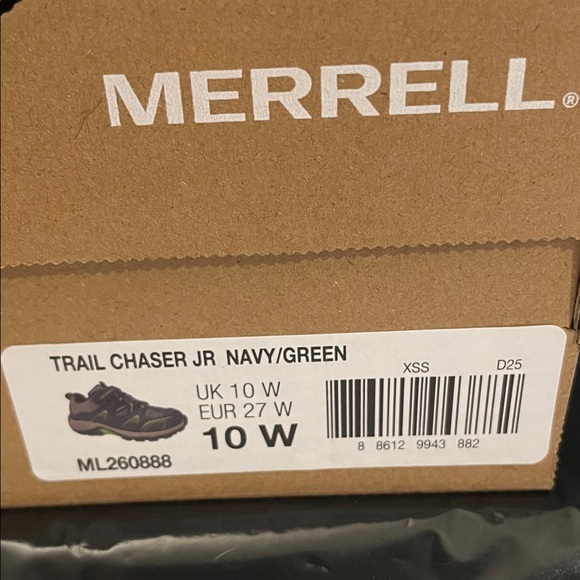 MERRELL®
TRAIL CHASER JR NAVY/GREEN
XSS D25
UK 10 W
EUR 27 W
10 W
8 8612 9943 882
ML260888